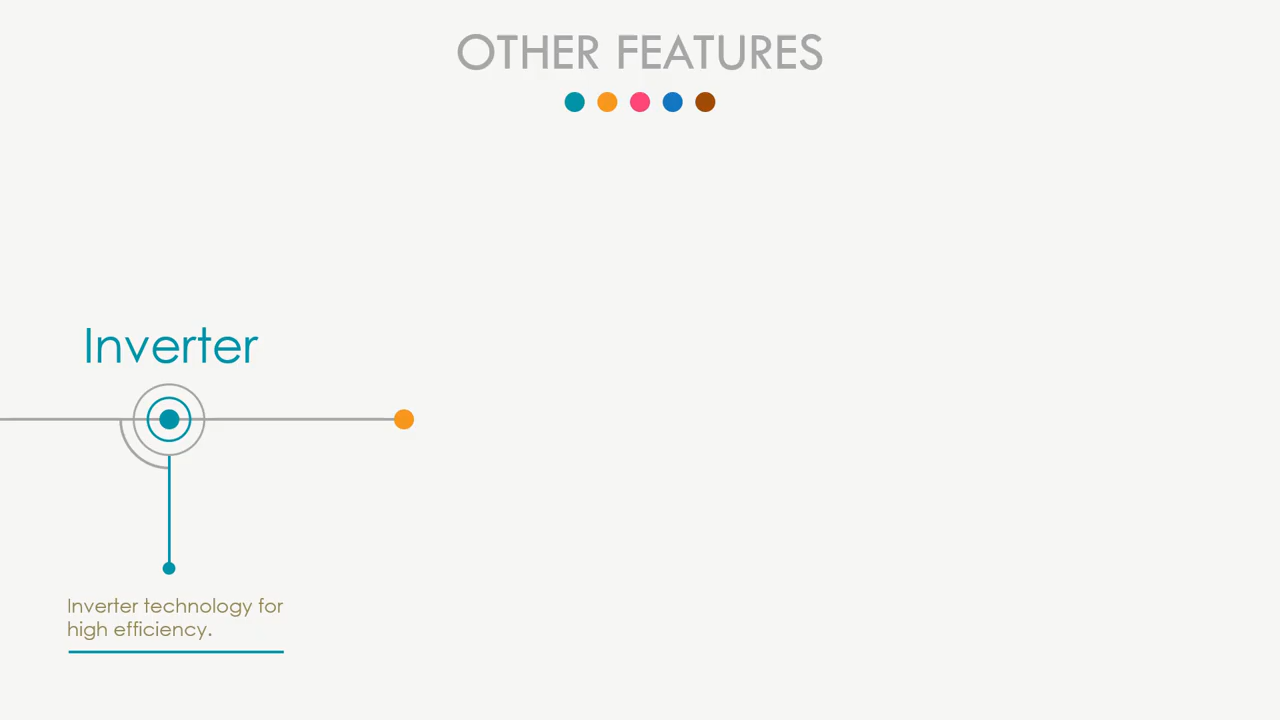 OTHER FEATURES
Inverter
Inverter technology for
high efficiency.